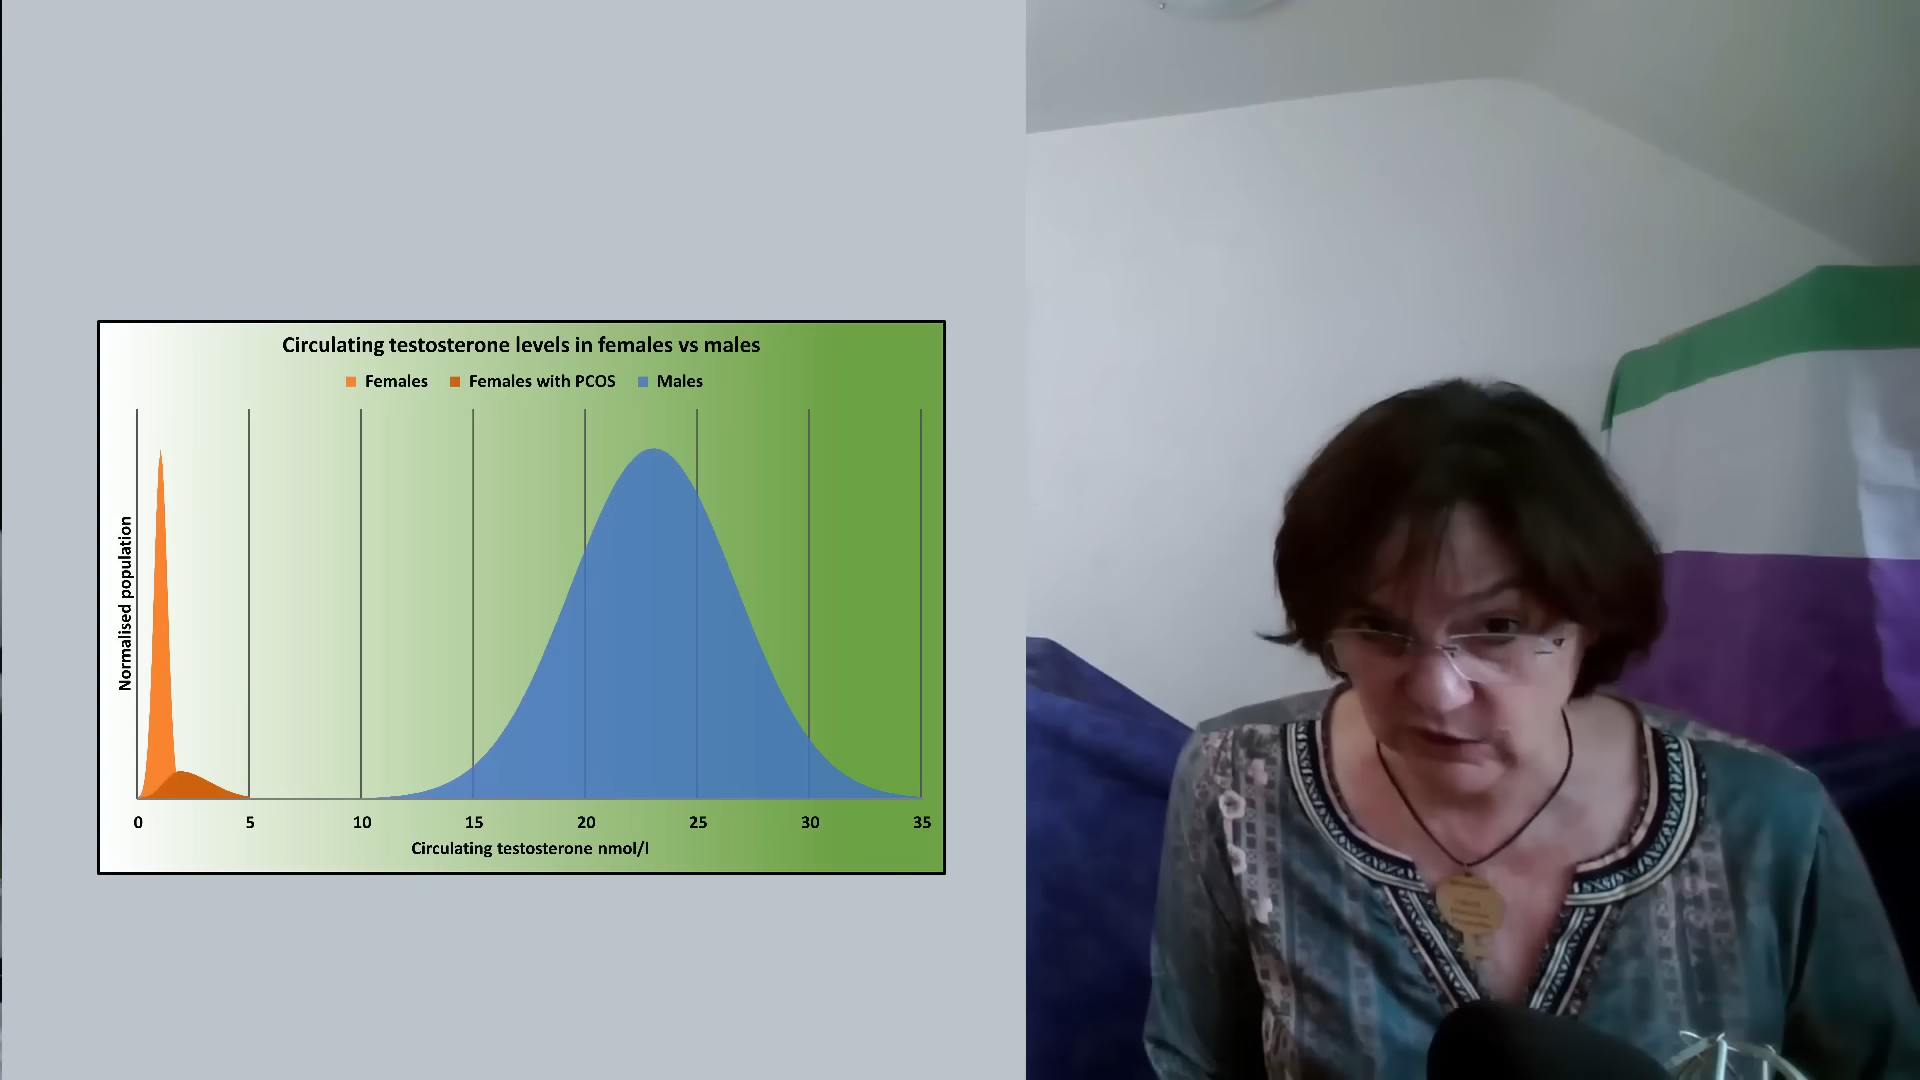 Circulating testosterone levels in females vs males
Females Females with PCOS Males
Normalised population
0 5 10 15 20 25 30 35
Circulating testosterone nmol/l